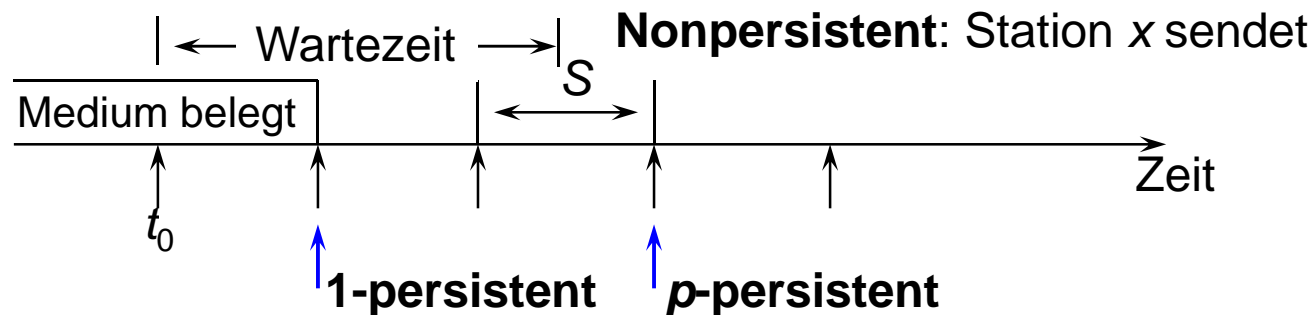 Nonpersistent: Station x sendet
Wartezeit
S
Medium belegt
Zeit
t0
1-persistent
p-persistent